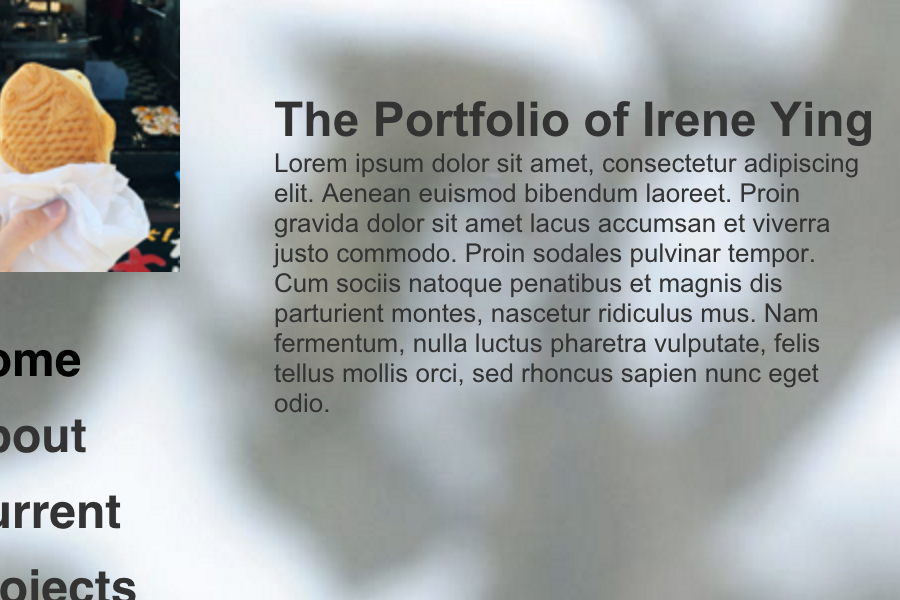 The Portfolio of Irene Ying
Lorem ipsum dolor sit amet, consectetur adipiscing
elit. Aenean euismod bibendum laoreet. Proin
gravida dolor sit amet lacus accumsan et viverra
justo commodo. Proin sodales pulvinar tempor.
Cum sociis natoque penatibus et magnis dis
parturient montes, nascetur ridiculus mus. Nam
fermentum, nulla luctus pharetra vulputate, felis
tellus mollis orci, sed rhoncus sapien nunc eget
odio.
ome
bout
urrent
ojects